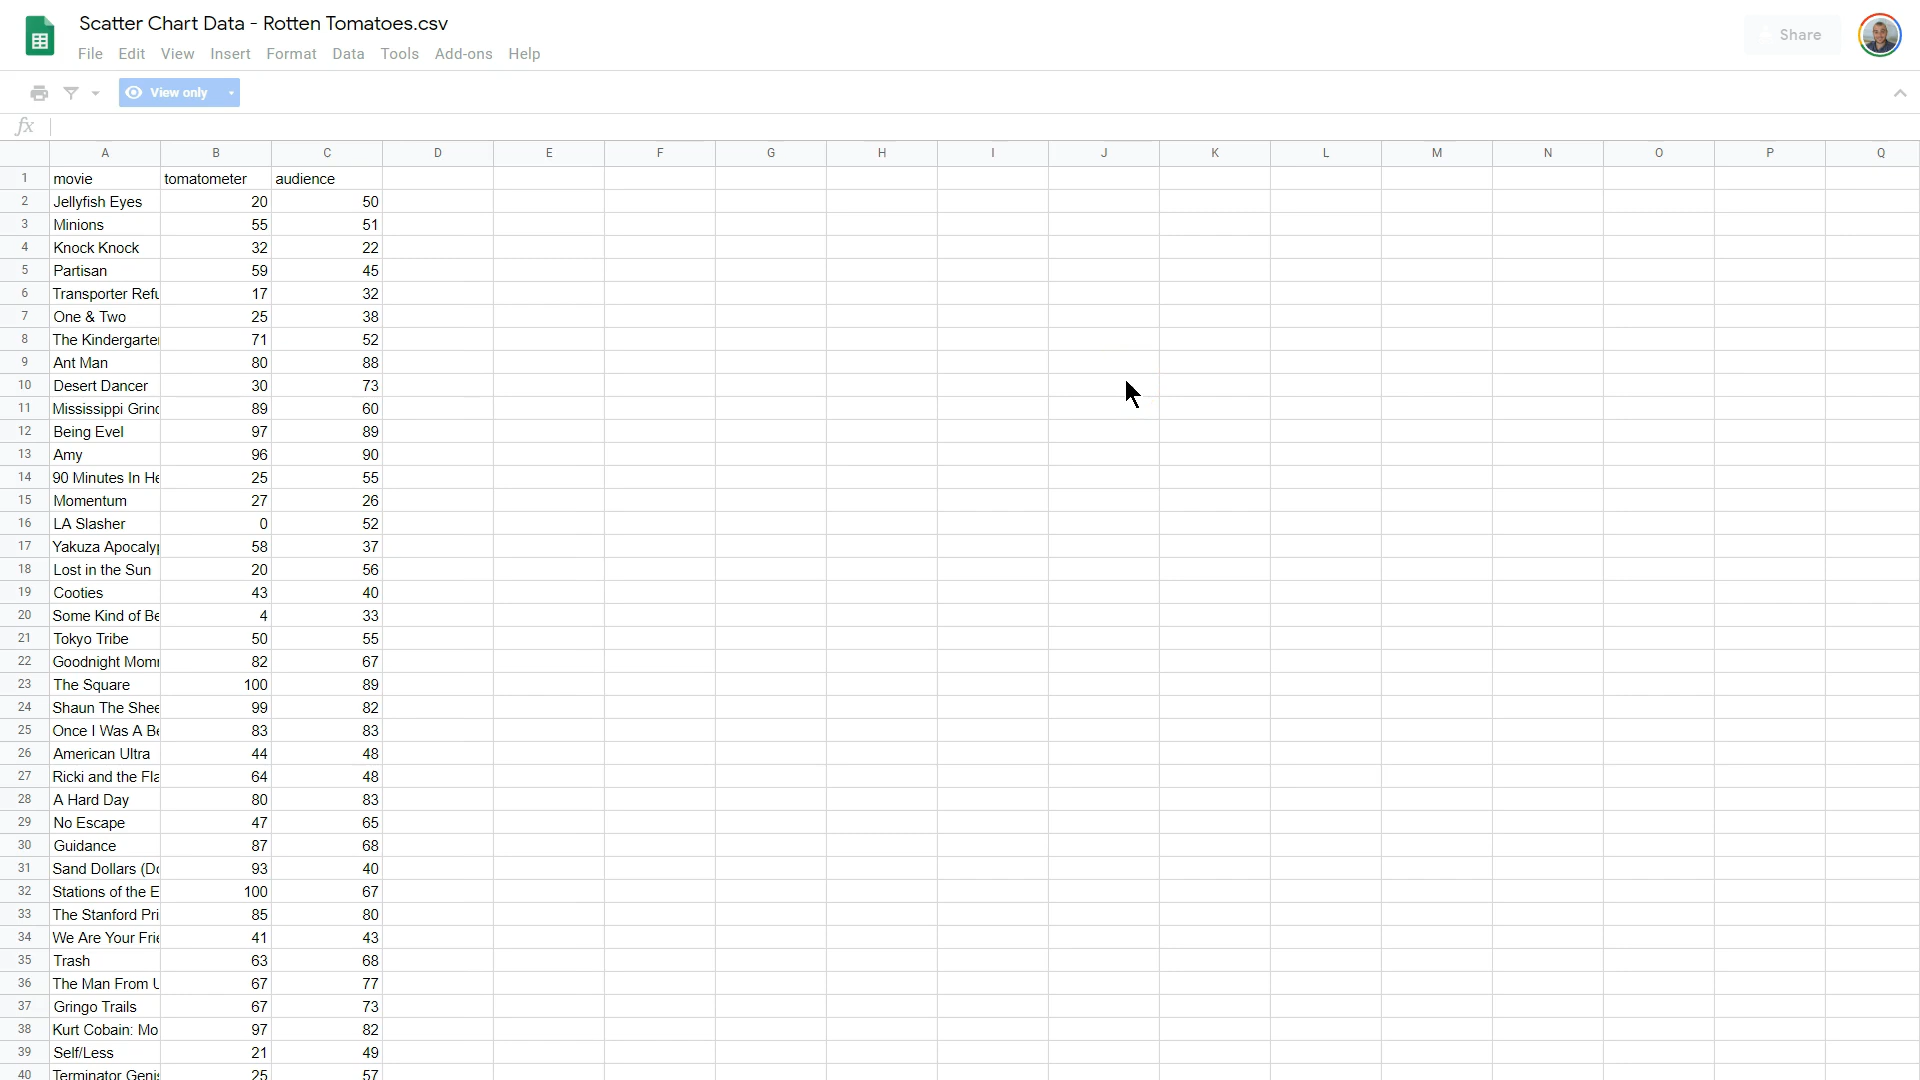 Scatter Chart Data - Rotten Tomatoes.csv
File Edit View Insert Format Data Tools Add-ons Help
Share
View only
fx
A B C D E F G H I J K L M N O P Q
1 movie tomatometer audience
2 Jellyfish Eyes 20 50
3 Minions 55 51
4 Knock Knock 32 22
5 Partisan 59 45
6 Transporter Refu 17 32
7 One & Two 25 38
8 The Kindergarte 71 52
9 Ant Man 80 88
10 Desert Dancer 30 73
11 Mississippi Grin 89 60
12 Being Evel 97 89
13 Amy 96 90
14 90 Minutes In He 25 55
15 Momentum 27 26
16 LA Slasher 0 52
17 Yakuza Apocaly 58 37
18 Lost in the Sun 20 56
19 Cooties 43 40
20 Some Kind of Be 4 33
21 Tokyo Tribe 50 55
22 Goodnight Mom 82 67
23 The Square 100 89
24 Shaun The Shee 99 82
25 Once I Was A Be 83 83
26 American Ultra 44 48
27 Ricki and the Fla 64 48
28 A Hard Day 80 83
29 No Escape 47 65
30 Guidance 87 68
31 Sand Dollars (Do 93 40
32 Stations of the 100 67
33 The Stanford Pri 85 80
34 We Are Your Frie 41 43
35 Trash 63 68
36 The Man From 67 77
37 Gringo Trails 67 73
38 Kurt Cobain: Mo 97 82
39 Self/Less 21 49
40 Terminator Geni 25 57